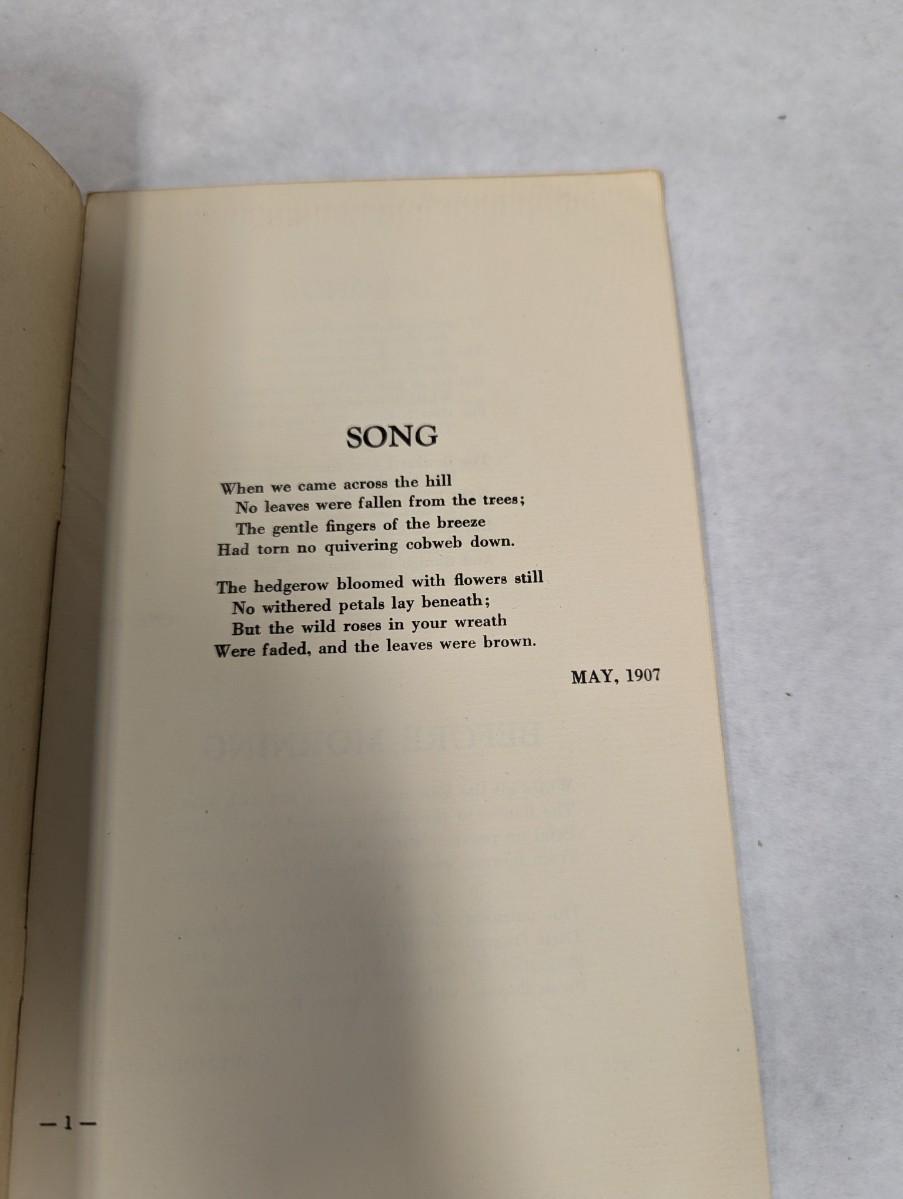 SONG
When we came across the hill
No leaves were fallen from the trees;
The gentle fingers of the breeze
Had torn no quivering cobweb down.
The hedgerow bloomed with flowers still
No withered petals lay beneath;
But the wild roses in your wreath
Were faded, and the leaves were brown.
MAY, 1907
BEFORE MORNING
— 1 —